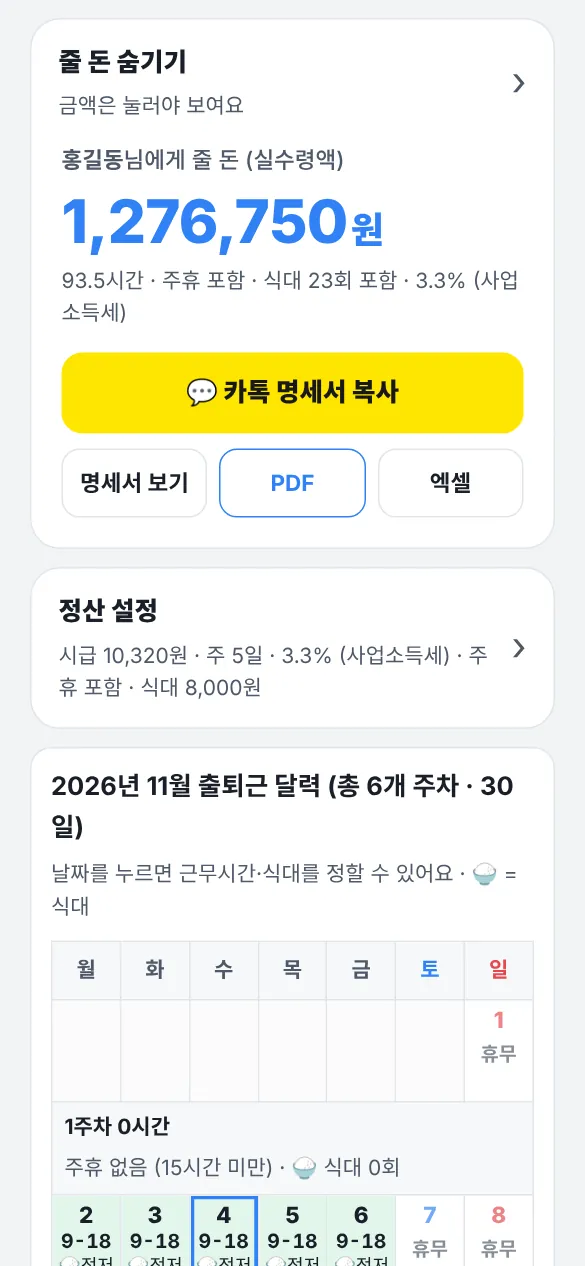 줄 돈 숨기기
금액은 눌러야 보여요
홍길동님에게 줄 돈 (실수령액)
1,276,750원
93.5시간 · 주휴 포함 · 식대 23회 포함 · 3.3% (사업
소득세)
💬 카톡 명세서 복사
명세서 보기 PDF 엑셀
정산 설정
시급 10,320원 · 주 5일 · 3.3% (사업소득세) · 주
휴 포함 · 식대 8,000원
2026년 11월 출퇴근 달력 (총 6개 주차 · 30
일)
날짜를 누르면 근무시간·식대를 정할 수 있어요 · 🍚 =
식대
월 화 수 목 금 토 일
1
휴무
1주차 0시간
주휴 없음 (15시간 미만) · 🍚 식대 0회
2 3 4 5 6 7 8
9-18 9-18 9-18 9-18 9-18 휴무 휴무